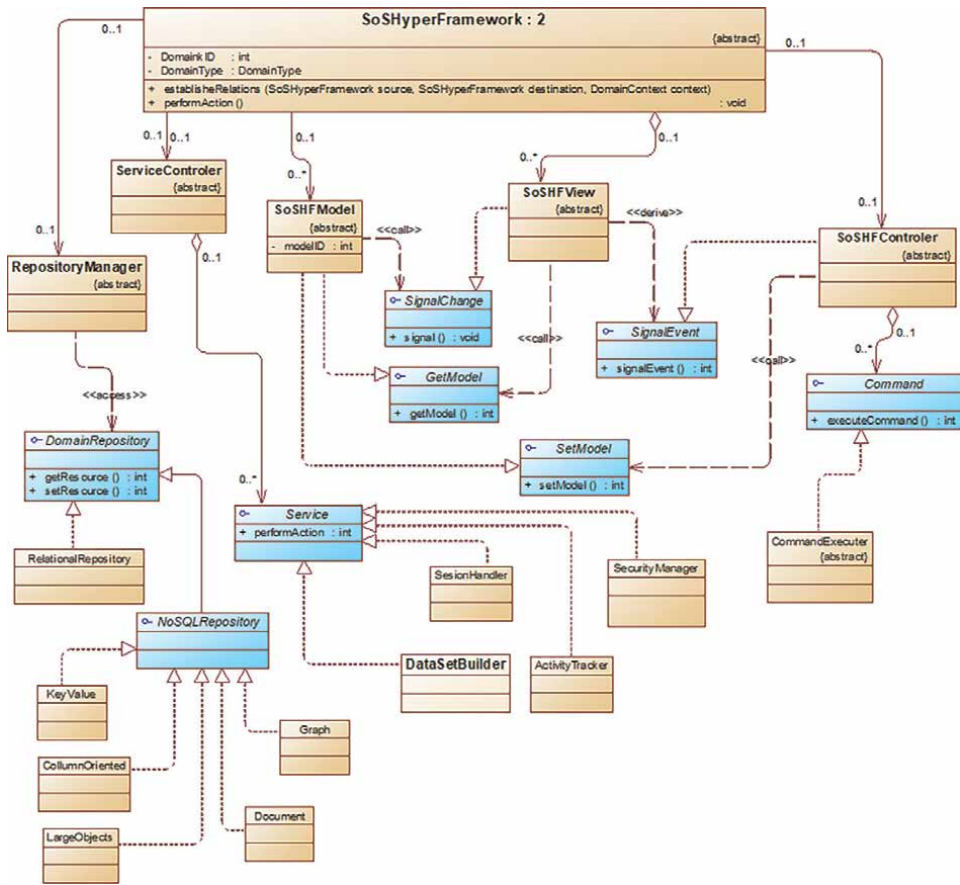 SoSHyperFramework : 2
{abstract}
- DomainkID : int
- DomainType : DomainType
+ establisheRelations (SoSHyperFramework source, SoSHyperFramework destination, DomainContext context)
+ performAction () : void
0..1
0..1
0..1
0..1
0..1
0..1
0..*
0..*
ServiceControler
{abstract}
0..1
SoSHFModel
{abstract}
- modelID : int
SoSHFView
{abstract}
<<call>>
<<derive>>
0..1
SoSHFControler
{abstract}
0..1
0..1
RepositoryManager
{abstract}
SignalChange
+ signal () : void
SignalEvent
+ signalEvent () : int
<<call>>
<<call>>
0..*
GetModel
+ getModel () : int
Command
+ executeCommand () : int
<<access>>
DomainRepository
+ getResource () : int
+ setResource () : int
SetModel
+ setModel () : int
0..*
Service
+ performAction : int
RelationalRepository
SesionHandler
SecurityManager
CommandExecuter
{abstract}
NoSQLRepository
DataSetBuilder
ActivityTracker
KeyValue
Graph
CollumnOriented
Document
LargeObjects